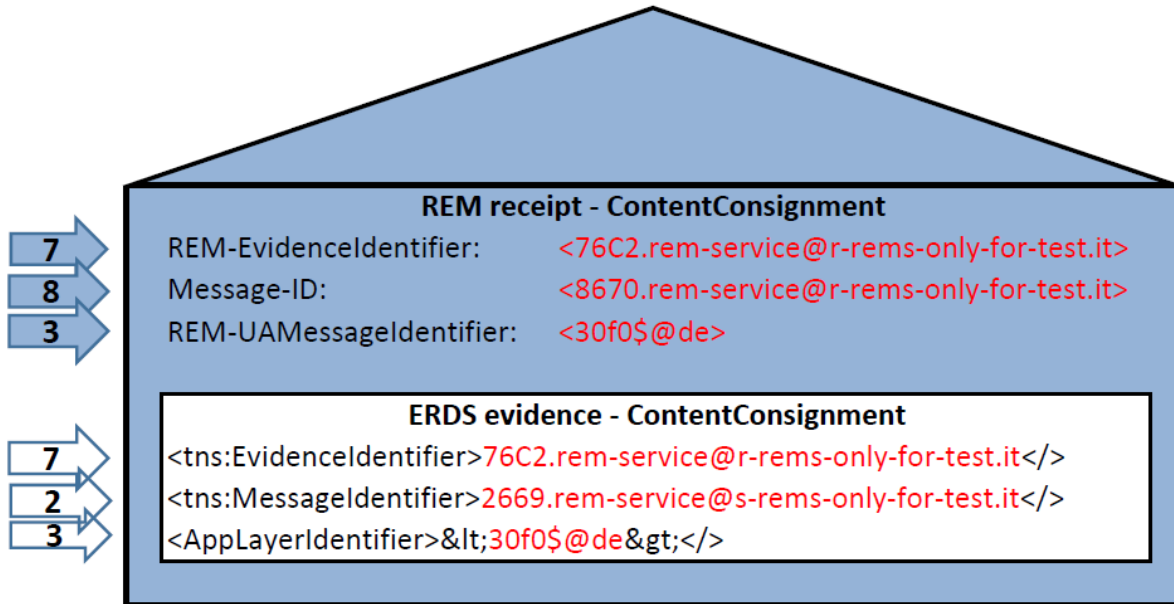 REM receipt - ContentConsignment
7 REM-EvidenceIdentifier: <76C2.rem-service@r-rems-only-for-test.it>
8 Message-ID: <8670.rem-service@r-rems-only-for-test.it>
3 REM-UAMessageIdentifier: <30f0$@de>
ERDS evidence - ContentConsignment
7 <tns:EvidenceIdentifier>76C2.rem-service@r-rems-only-for-test.it</>
2 <tns:MessageIdentifier>2669.rem-service@s-rems-only-for-test.it</>
3 <AppLayerIdentifier>&lt;30f0$@de&gt;</>